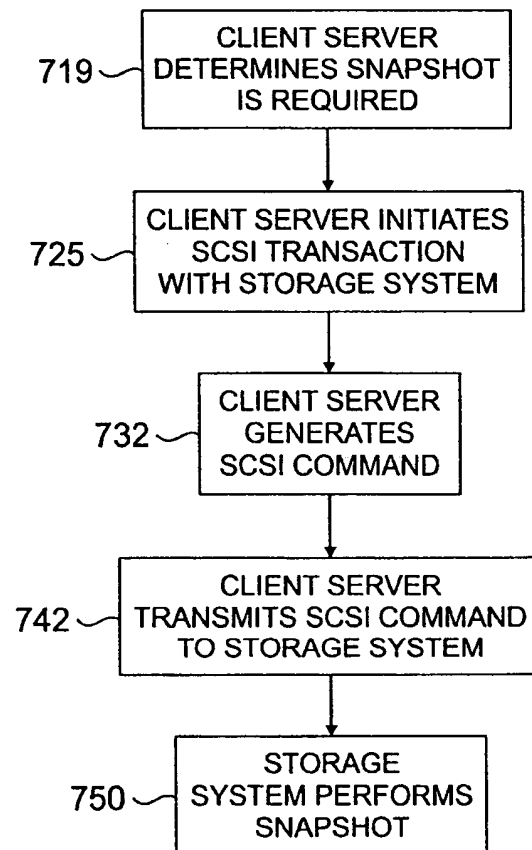 CLIENT SERVER
719 DETERMINES SNAPSHOT
IS REQUIRED
CLIENT SERVER INITIATES
725 SCSI TRANSACTION
WITH STORAGE SYSTEM
CLIENT SERVER
732 GENERATES
SCSI COMMAND
CLIENT SERVER
742 TRANSMITS SCSI COMMAND
TO STORAGE SYSTEM
STORAGE
750 SYSTEM PERFORMS
SNAPSHOT